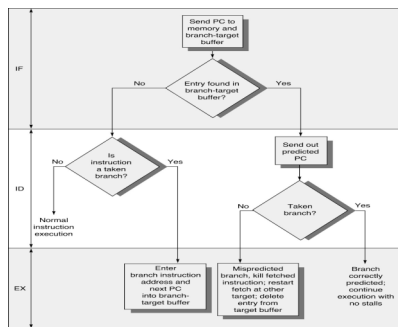 Send PC to
memory and
branch-target
buffer
IF
No
Entry found in
branch-target
buffer?
Yes
No
Is
instruction
a taken
branch?
Yes
Send out
predicted
PC
ID
No
Taken
branch?
Yes
Normal
instruction
execution
EX
Enter
branch instruction
address and
next PC
into branch-
target buffer
Mispredicted
branch, kill fetched
instruction; restart
fetch at other
target; delete
entry from
target buffer
Branch
correctly
predicted;
continue
execution with
no stalls